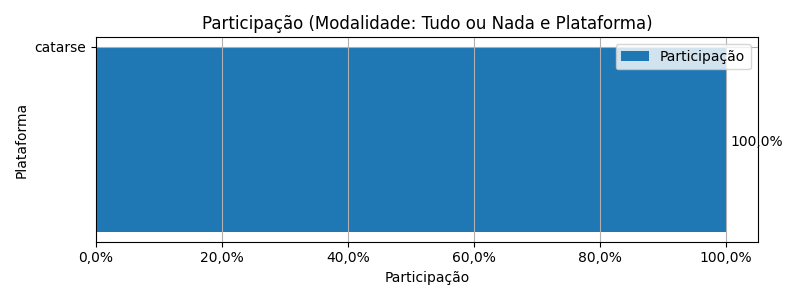 Participação (Modalidade: Tudo ou Nada e Plataforma)
catarse
Participação
Plataforma
100,0%
0,0% 20,0% 40,0% 60,0% 80,0% 100,0%
Participação